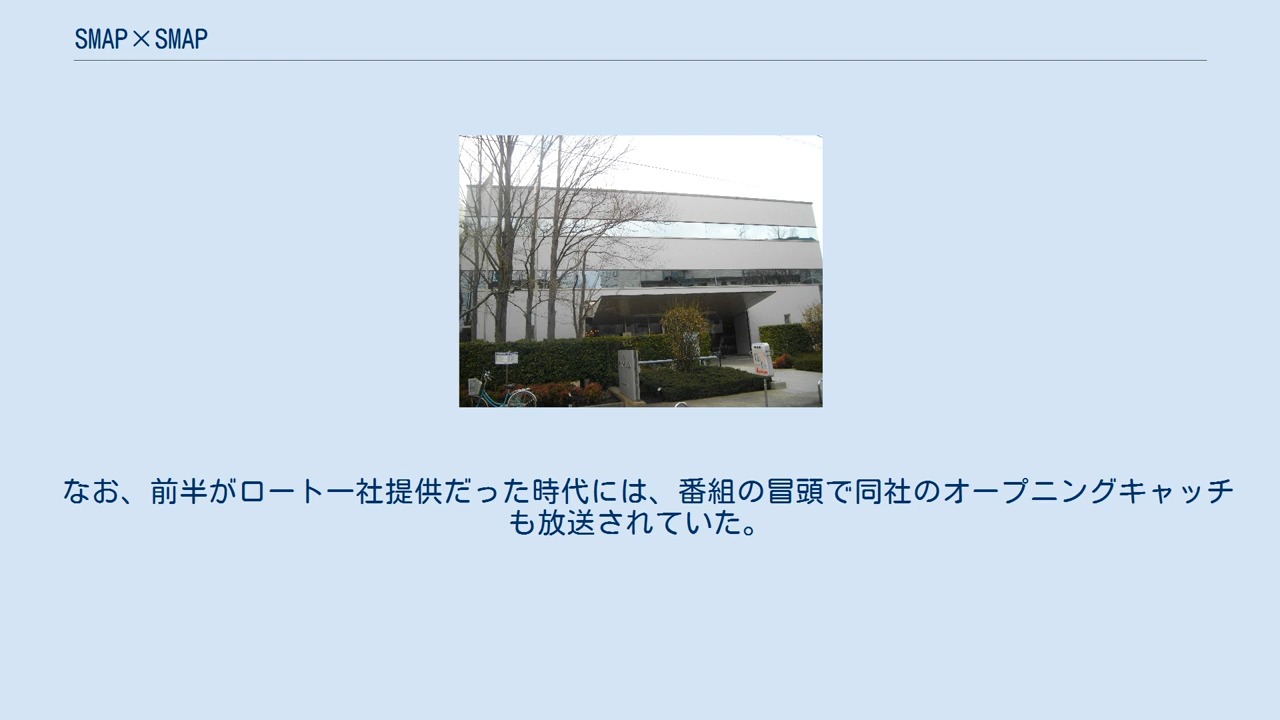 SMAP×SMAP
なお、前半がロート一社提供だった時代には、番組の冒頭で同社のオープニングキャッチ
も放送されていた。